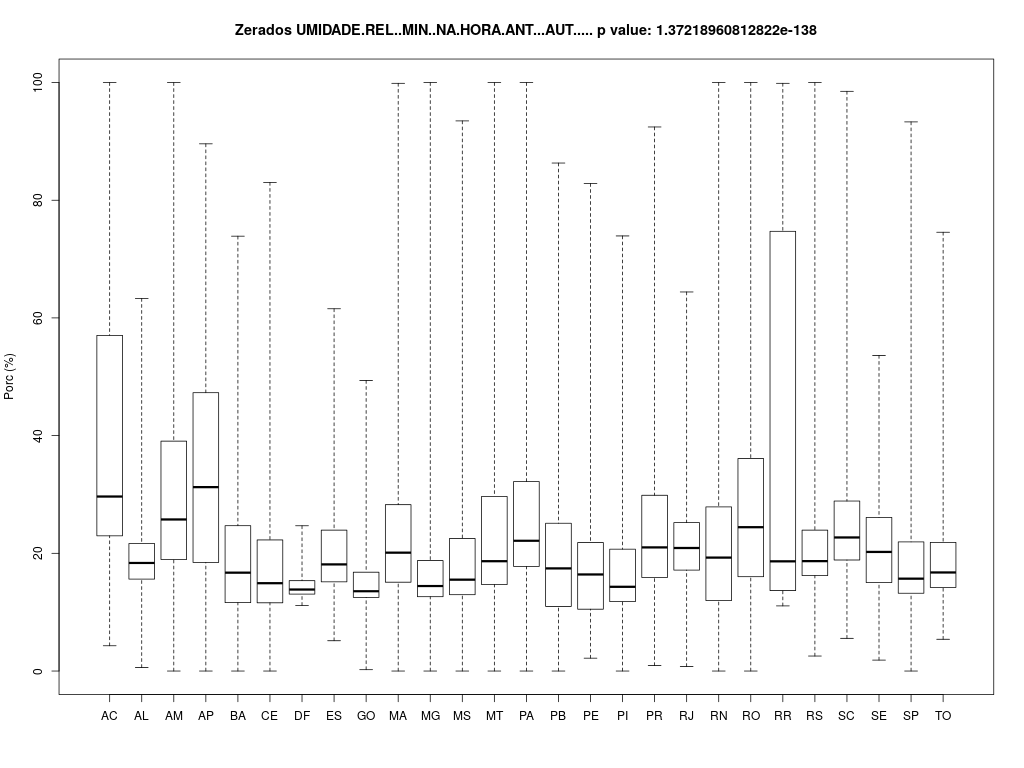 Zerados UMIDADE.REL..MIN..NA.HORA.ANT...AUT..... p value: 1.37218960812822e-138
Porc (%)
100
80
60
40
20
0
AC AL AM AP BA CE DF ES GO MA MG MS MT PA PB PE PI PR RJ RN RO RR RS SC SE SP TO